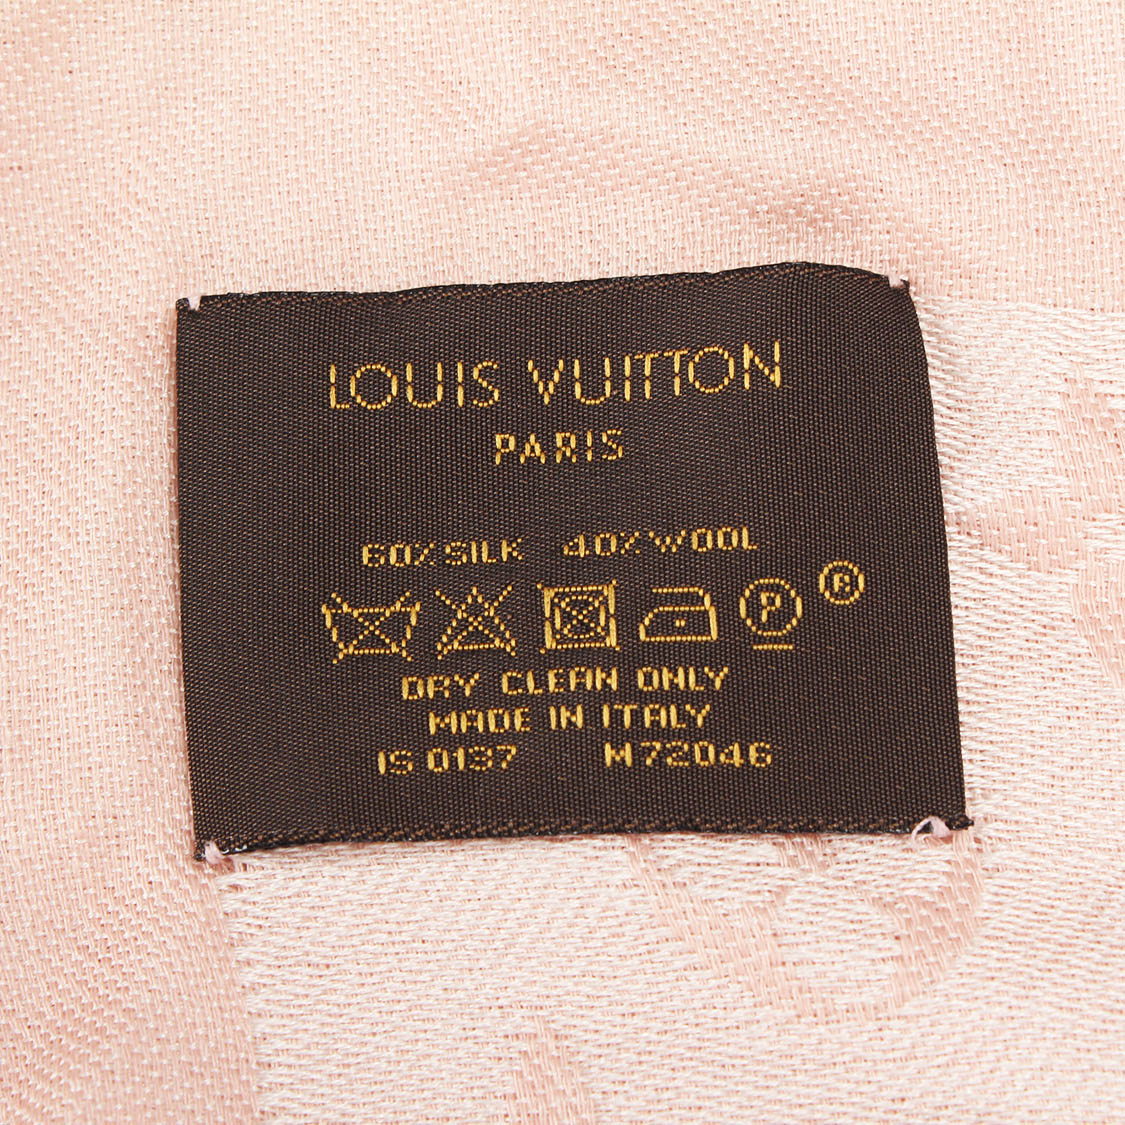 LOUIS VUITTON
PARIS
60% SILK 40% WOOL
P ®
DRY CLEAN ONLY
MADE IN ITALY
IS 0137 M72046